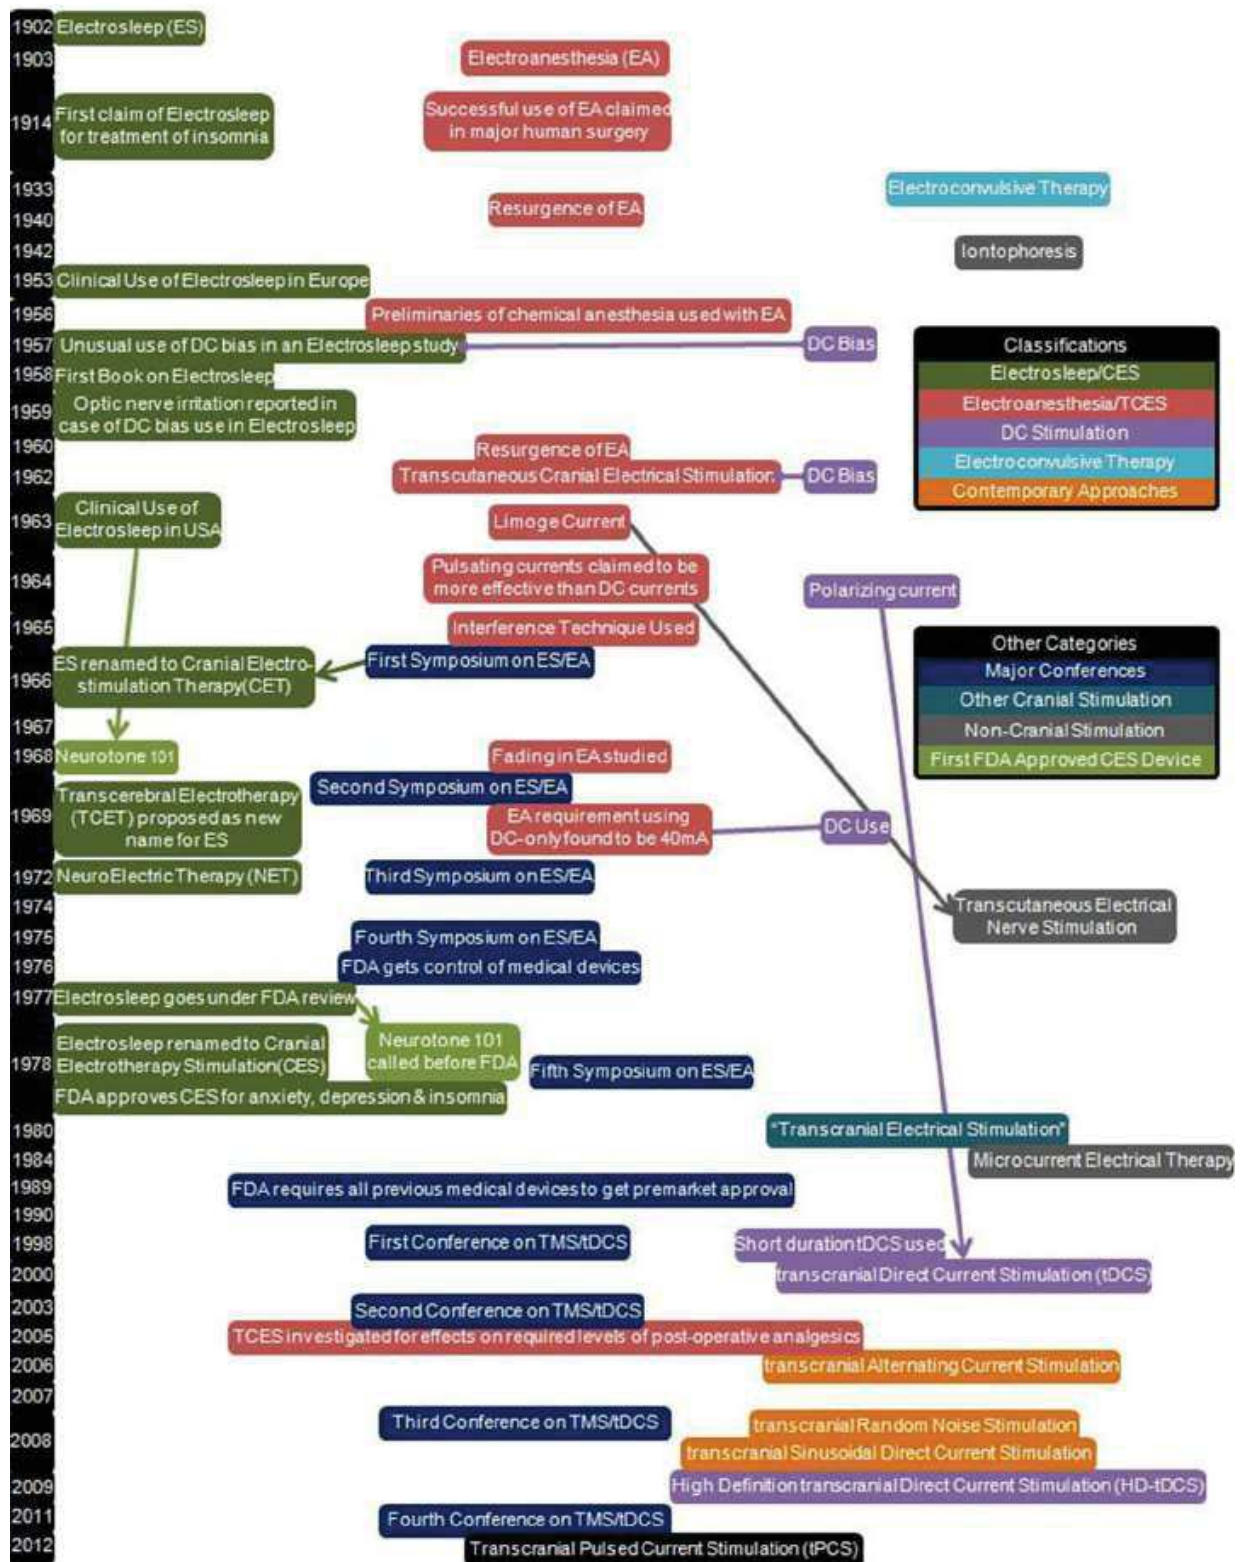 1902 Electrosleep (ES)
1903 Electroanesthesia (EA)
1914
First claim of Electrosleep
for treatment of insomnia
Successful use of EA claimed
in major human surgery
1933 Electroconvulsive Therapy
1940 Resurgence of EA
1942 Iontophoresis
1953 Clinical Use of Electrosleep in Europe
1956 Preliminaries of chemical anesthesia used with EA
1957 Unusual use of DC bias in an Electrosleep study DC Bias
1958 First Book on Electrosleep
1959
Optic nerve irritation reported in
case of DC bias use in Electrosleep
Classifications
Electrosleep/CES
Electroanesthesia/TCES
DC Stimulation
Electroconvulsive Therapy
Contemporary Approaches
1960 Resurgence of EA
1962 Transcutaneous Cranial Electrical Stimulation DC Bias
1963
Clinical Use of
Electrosleep in USA
Limoge Current
1964
Pulsating currents claimed to be
more effective than DC currents
Polarizing current
1965 Interference Technique Used
1966
ES renamed to Cranial Electro-
stimulation Therapy(CET)
First Symposium on ES/EA
Other Categories
Major Conferences
Other Cranial Stimulation
Non-Cranial Stimulation
First FDA Approved CES Device
1967
1968 Neurotone 101 Fading in EA studied
1969
Second Symposium on ES/EA
Transcerebral Electrotherapy
(TCET) proposed as new
name for ES
EA requirement using
DC-only found to be 40mA
DC Use
1972 NeuroElectric Therapy (NET) Third Symposium on ES/EA
1974
Transcutaneous Electrical
Nerve Stimulation
1975 Fourth Symposium on ES/EA
1976 FDA gets control of medical devices
1977 Electrosleep goes under FDA review
1978
Electrosleep renamed to Cranial
Electrotherapy Stimulation(CES)
Neurotone 101
called before FDA
Fifth Symposium on ES/EA
FDA approves CES for anxiety, depression & insomnia
1980 "Transcranial Electrical Stimulation"
1984 Microcurrent Electrical Therapy
1989 FDA requires all previous medical devices to get premarket approval
1990
1998 First Conference on TMS/tDCS Short duration tDCS used
2000 transcranial Direct Current Stimulation (tDCS)
2003 Second Conference on TMS/tDCS
2005 TCES investigated for effects on required levels of post-operative analgesics
2006 transcranial Alternating Current Stimulation
2007
2008
Third Conference on TMS/tDCS
transcranial Random Noise Stimulation
transcranial Sinusoidal Direct Current Stimulation
2009 High Definition transcranial Direct Current Stimulation (HD-tDCS)
2011 Fourth Conference on TMS/tDCS
2012 Transcranial Pulsed Current Stimulation (tPCS)